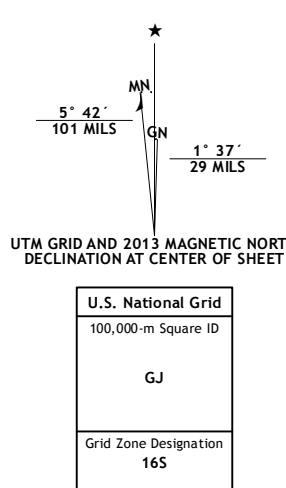 ★
MN
5° 42´
101 MILS
GN
1° 37´
29 MILS
UTM GRID AND 2013 MAGNETIC NORT
DECLINATION AT CENTER OF SHEET
U.S. National Grid
100,000-m Square ID
GJ
Grid Zone Designation
16S